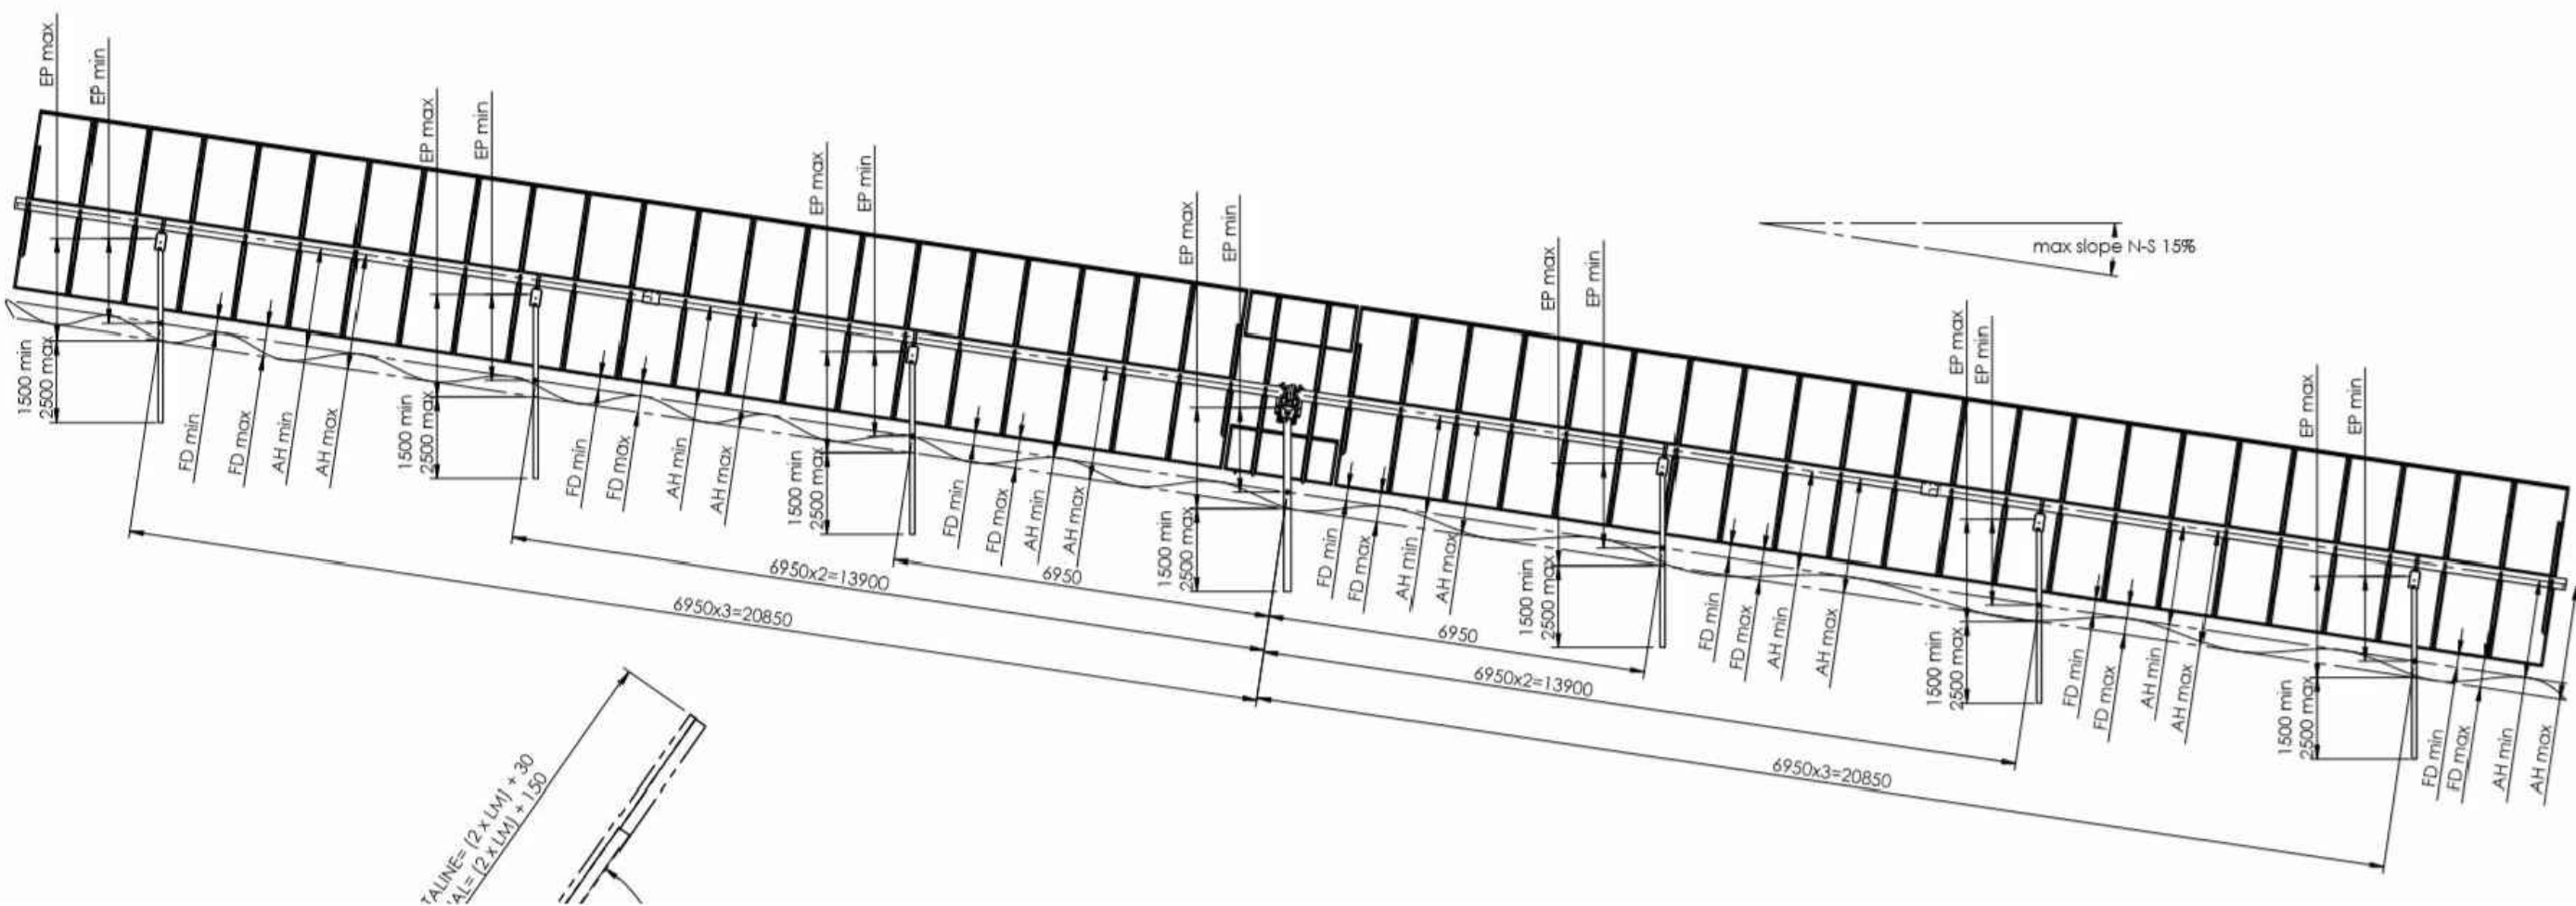 EP max
EP min
EP max
EP min
EP max
EP min
EP max
EP min
EP max
EP min
EP max
EP min
EP max
EP min
max slope N-S 15%
1500 min
2500 max
FD min
FD max
AH min
AH max
1500 min
2500 max
FD min
FD max
AH min
AH max
1500 min
2500 max
FD min
FD max
AH min
AH max
1500 min
2500 max
FD min
FD max
AH min
AH max
1500 min
2500 max
FD min
FD max
AH min
AH max
1500 min
2500 max
FD min
FD max
AH min
AH max
1500 min
2500 max
FD min
FD max
AH min
AH max
6950x2=13900
6950
6950x3=20850
6950
6950x2=13900
6950x3=20850
TALINE= (2 x LM) + 30
AL= (2 x LM) + 150